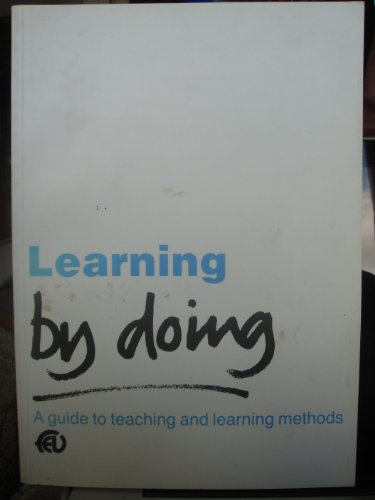 Learning
by doing
A guide to teaching and learning methods
FEU